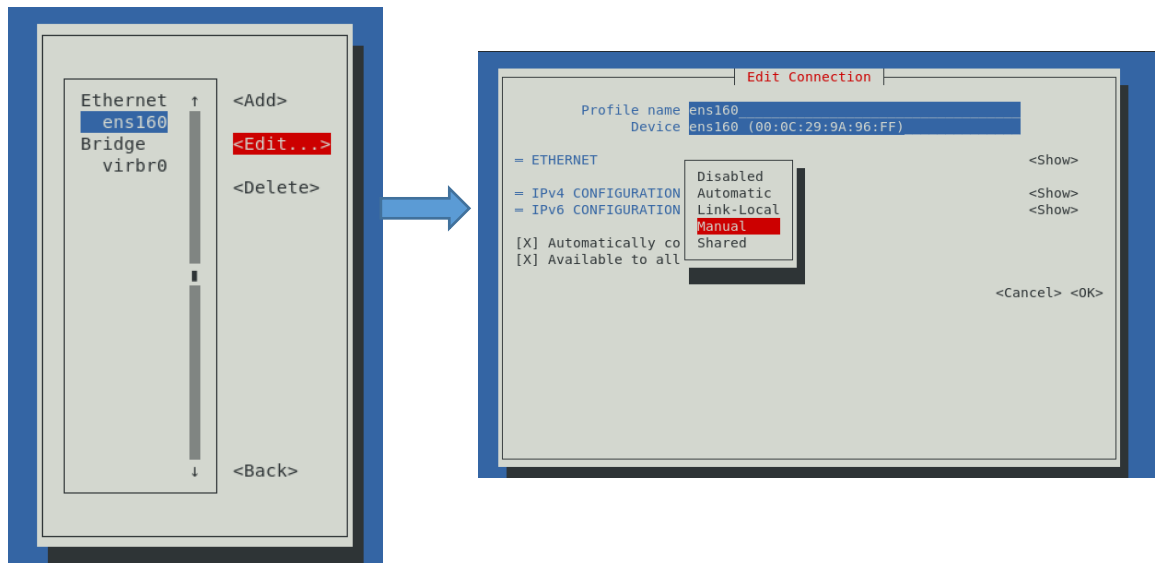 Ethernet ↑ <Add>
ens160
Bridge <Edit...>
virbr0
<Delete>
↓ <Back>
Edit Connection
Profile name ens160
Device ens160 (00:0C:29:9A:96:FF)
= ETHERNET <Show>
Disabled
= IPv4 CONFIGURATION Automatic <Show>
= IPv6 CONFIGURATION Link-Local <Show>
Manual
[X] Automatically co Shared
[X] Available to all
<Cancel> <OK>